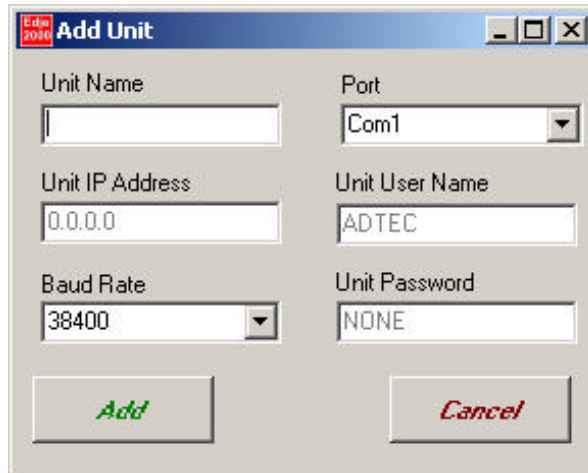 Edje
2000
Add Unit
Unit Name
Port
Com1
Unit IP Address
Unit User Name
0.0.0.0
ADTEC
Baud Rate
Unit Password
38400
NONE
Add
Cancel